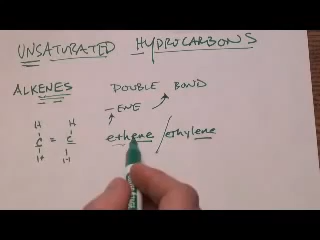 UNSATURATED HYDROCARBONS
ALKENES DOUBLE BOND
-ENE
H H
C = C ethene / ethylene
H H